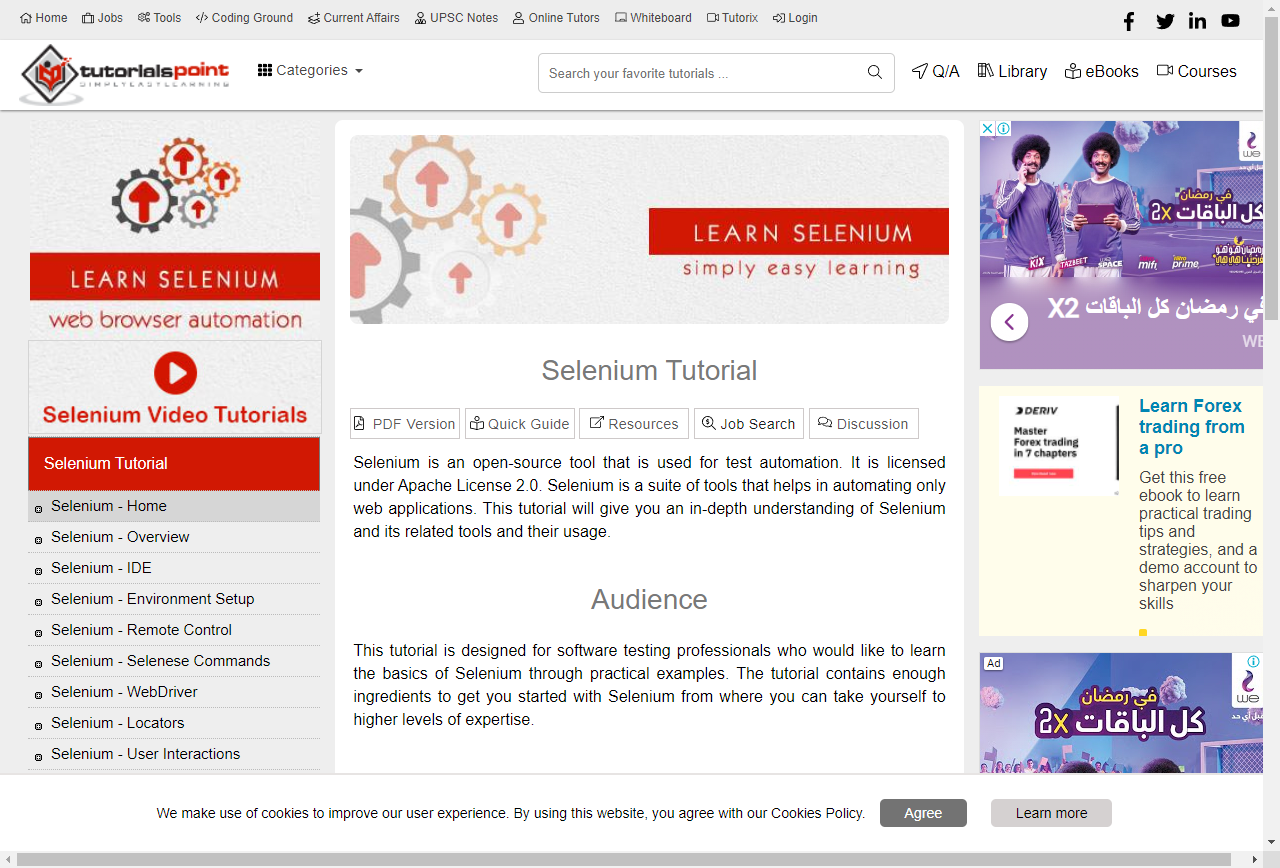 Home Jobs Tools Coding Ground Current Affairs UPSC Notes Online Tutors Whiteboard Tutorix Login
tutorialspoint
SIMPLYEASYLEARNING
Categories
Search your favorite tutorials ...
Q/A Library eBooks Courses
LEARN SELENIUM
web browser automation
Selenium Video Tutorials
Selenium Tutorial
Selenium - Home
Selenium - Overview
Selenium - IDE
Selenium - Environment Setup
Selenium - Remote Control
Selenium - Selenese Commands
Selenium - WebDriver
Selenium - Locators
Selenium - User Interactions
LEARN SELENIUM
simply easy learning
Selenium Tutorial
PDF Version Quick Guide Resources Job Search Discussion
Selenium is an open-source tool that is used for test automation. It is licensed
under Apache License 2.0. Selenium is a suite of tools that helps in automating only
web applications. This tutorial will give you an in-depth understanding of Selenium
and its related tools and their usage.
Audience
This tutorial is designed for software testing professionals who would like to learn
the basics of Selenium through practical examples. The tutorial contains enough
ingredients to get you started with Selenium from where you can take yourself to
higher levels of expertise.
we
في رمضان
كل الباقات 2X
KIX TAZBEET SPACE mifi prime
في رمضان كل الباقات X2
WE
DERIV
Master
Forex trading
in 7 chapters
Learn Forex
trading from
a pro
Get this free
ebook to learn
practical trading
tips and
strategies, and a
demo account to
sharpen your
skills
Ad
we
في رمضان
كل الباقات 2X
We make use of cookies to improve our user experience. By using this website, you agree with our Cookies Policy. Agree Learn more